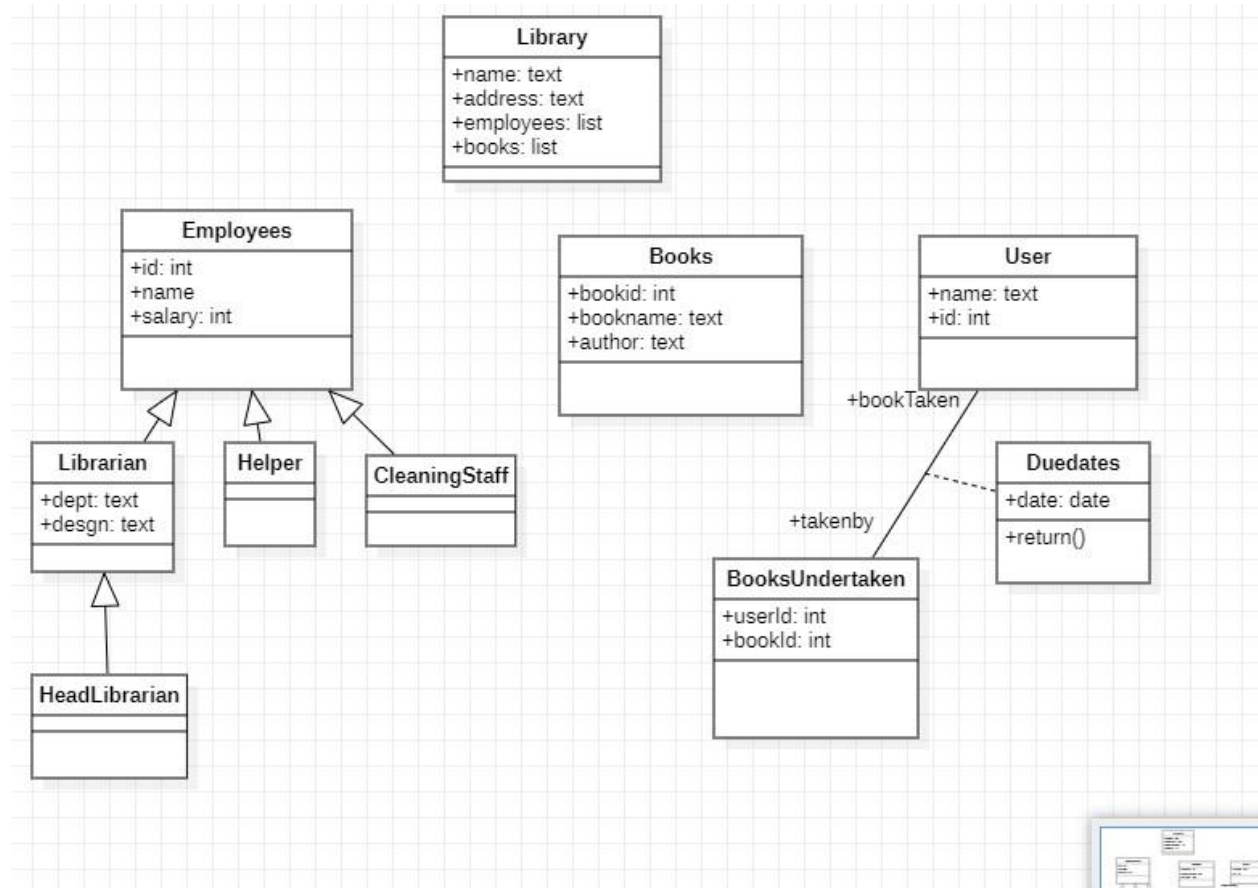 Library
+name: text
+address: text
+employees: list
+books: list
Employees
+id: int
+name
+salary: int
Books
+bookid: int
+bookname: text
+author: text
User
+name: text
+id: int
+bookTaken
Librarian
+dept: text
+desgn: text
Helper
CleaningStaff
Duedates
+date: date
+return()
+takenby
BooksUndertaken
+userId: int
+bookId: int
HeadLibrarian